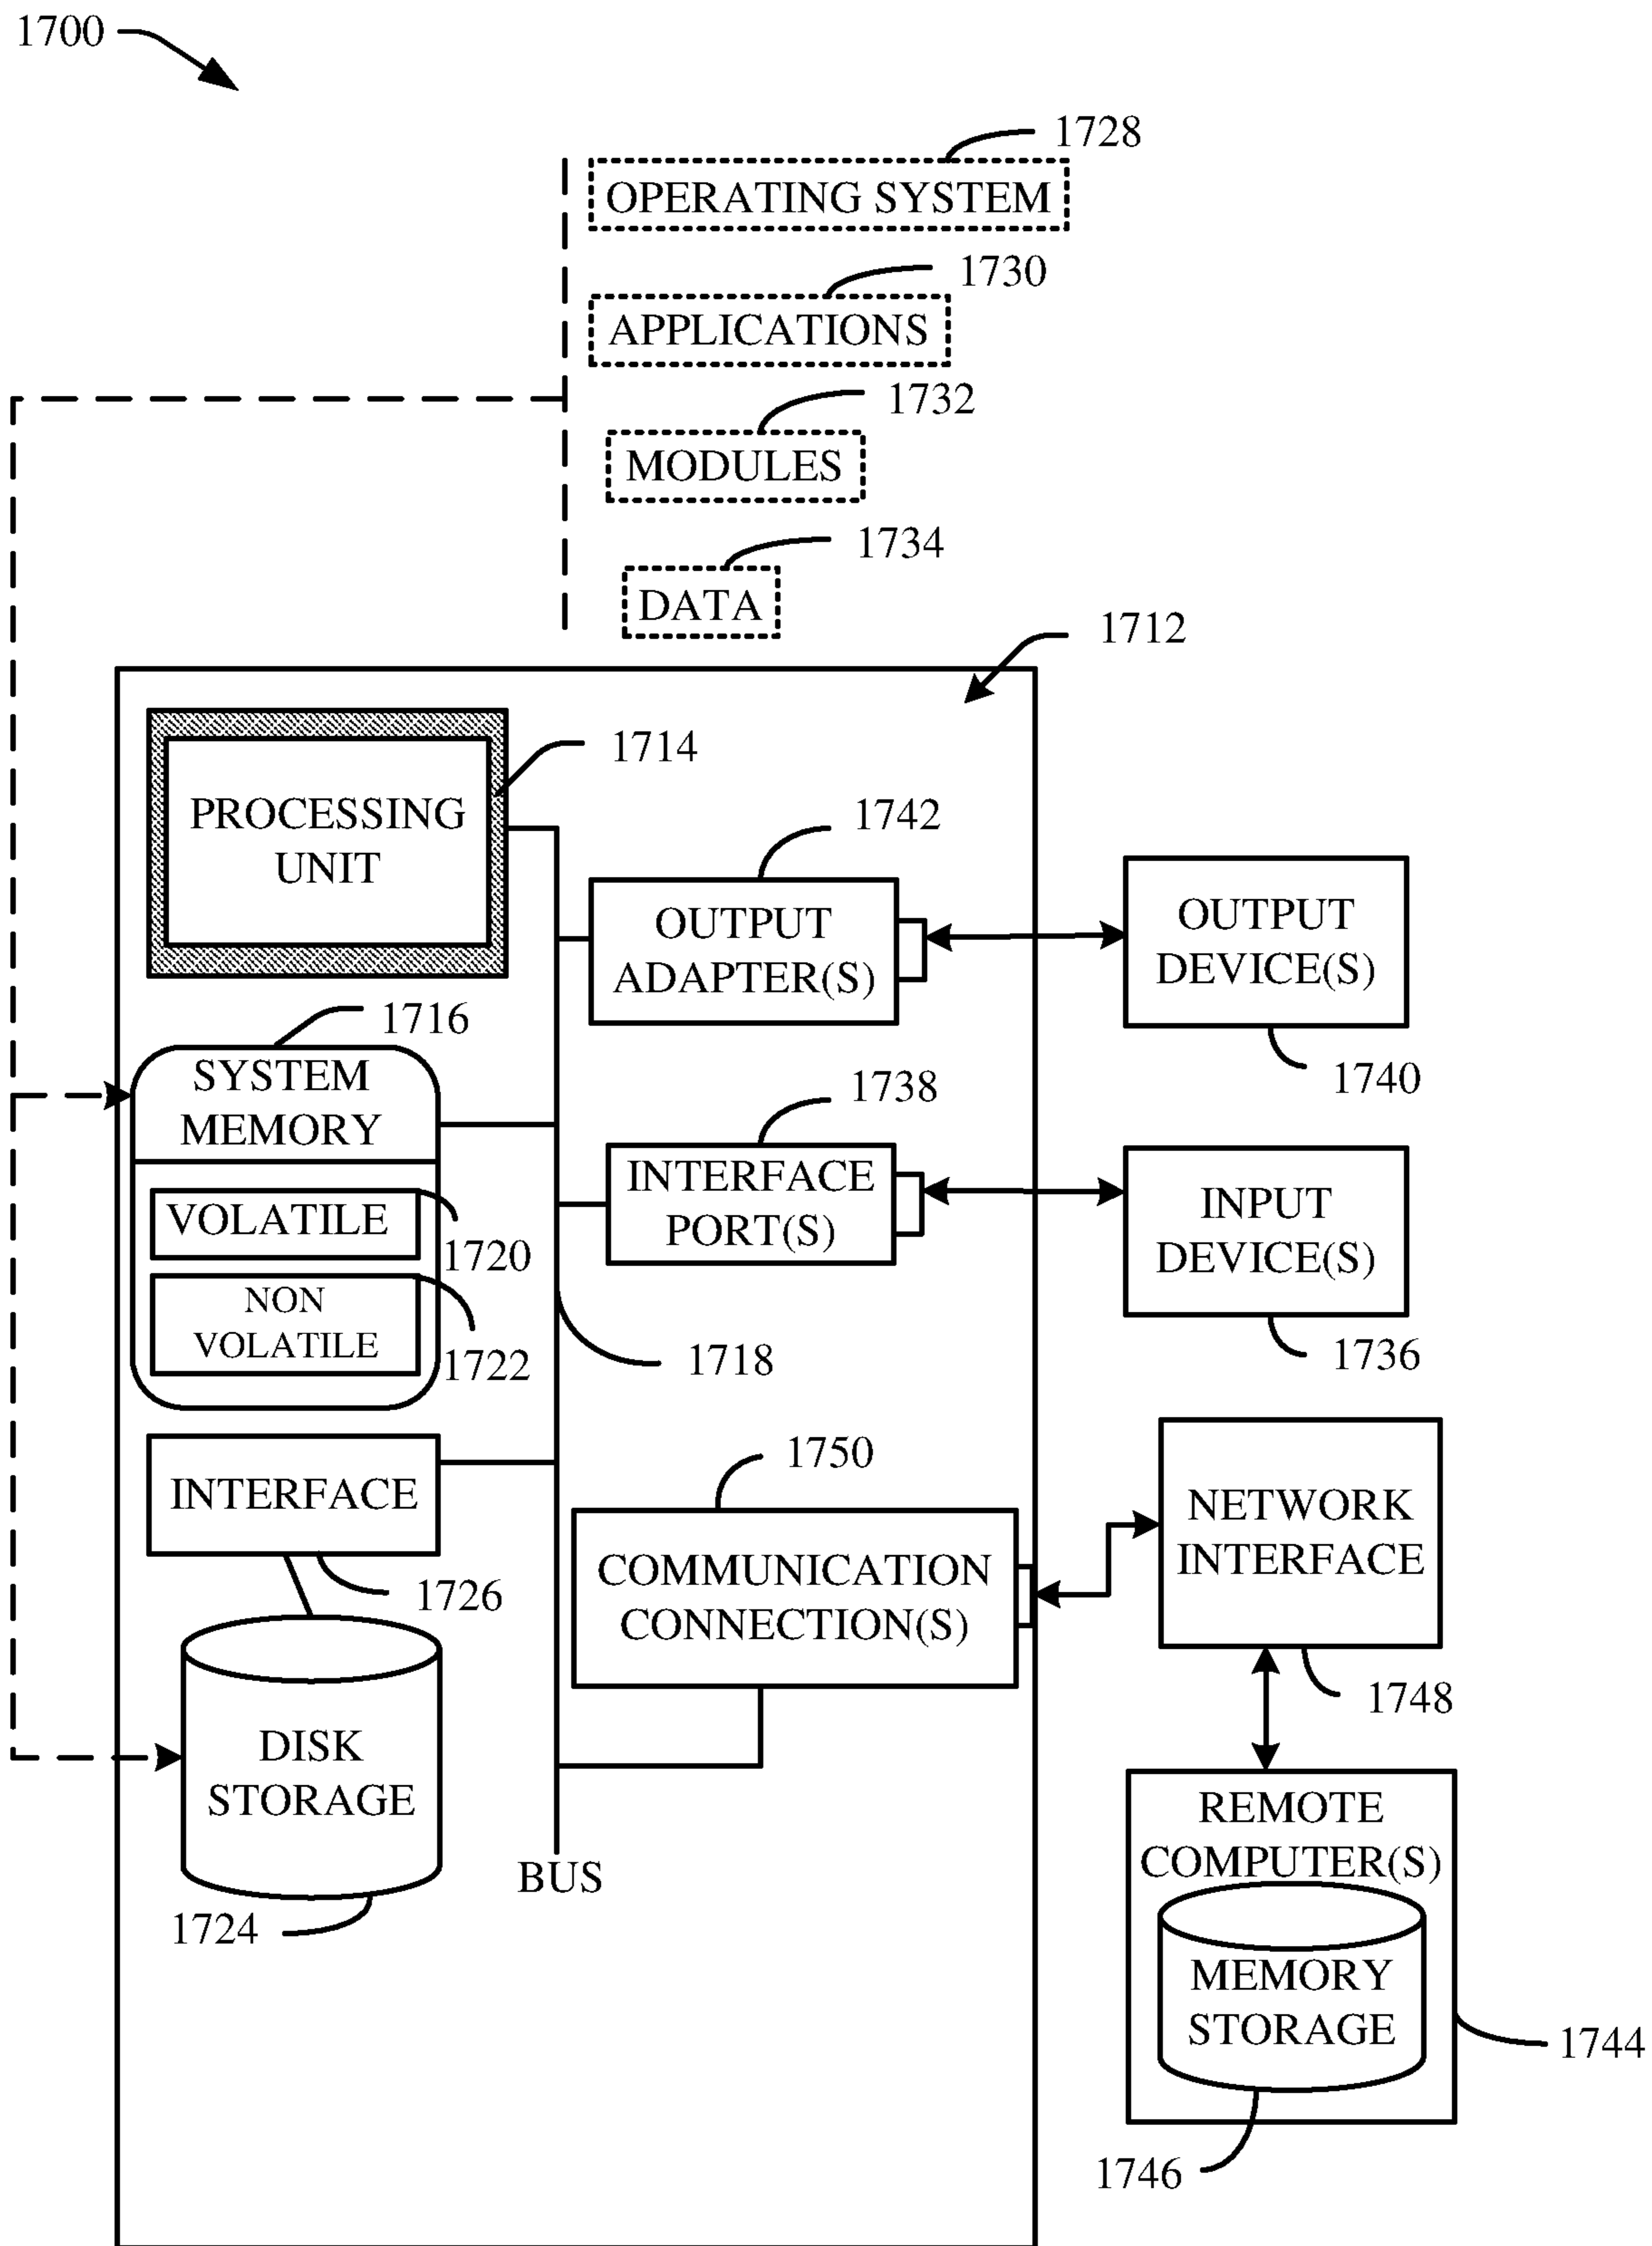 1700
1728
OPERATING SYSTEM
1730
APPLICATIONS
1732
MODULES
1734
DATA
1712
1714
PROCESSING
UNIT
1742
OUTPUT
ADAPTER(S)
OUTPUT
DEVICE(S)
1740
1716
SYSTEM
MEMORY
VOLATILE
1720
NON
VOLATILE
1722
1738
INTERFACE
PORT(S)
INPUT
DEVICE(S)
1736
1718
INTERFACE
1726
1750
COMMUNICATION
CONNECTION(S)
NETWORK
INTERFACE
1748
DISK
STORAGE
1724
BUS
REMOTE
COMPUTER(S)
MEMORY
STORAGE
1744
1746